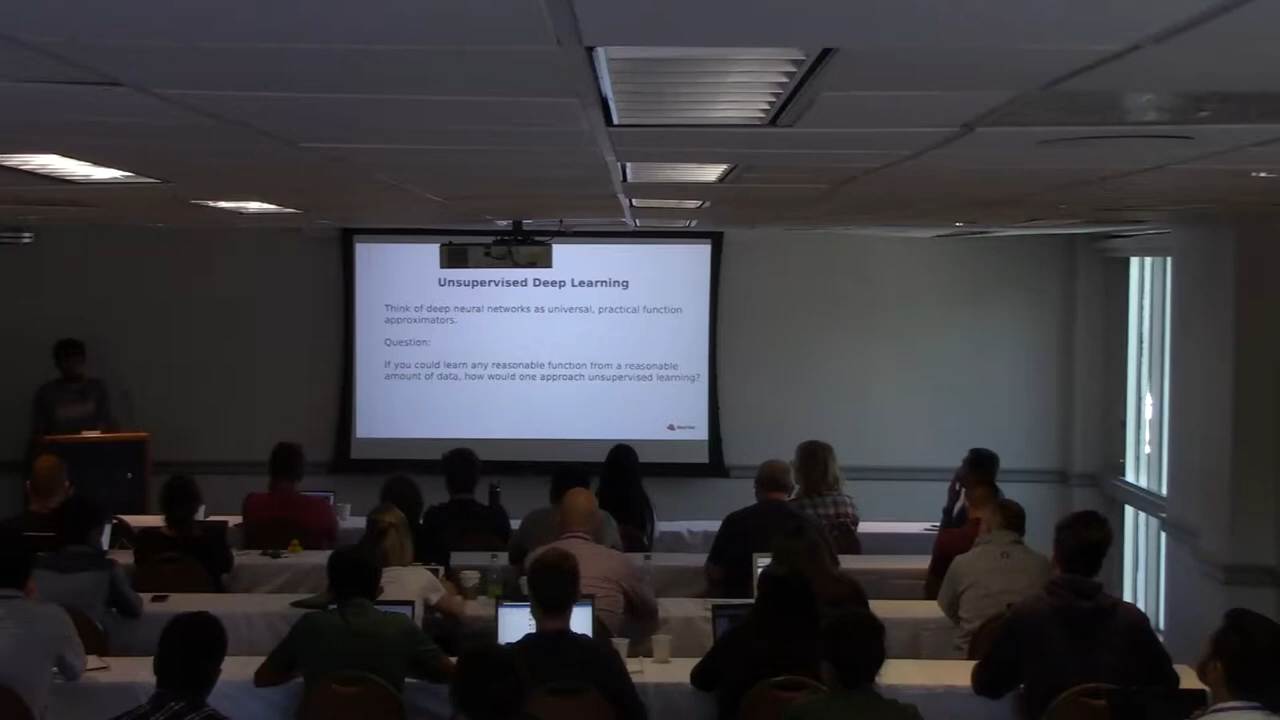 Unsupervised Deep Learning
Think of deep neural networks as universal, practical function
approximators.
Question:
If you could learn any reasonable function from a reasonable
amount of data, how would one approach unsupervised learning?